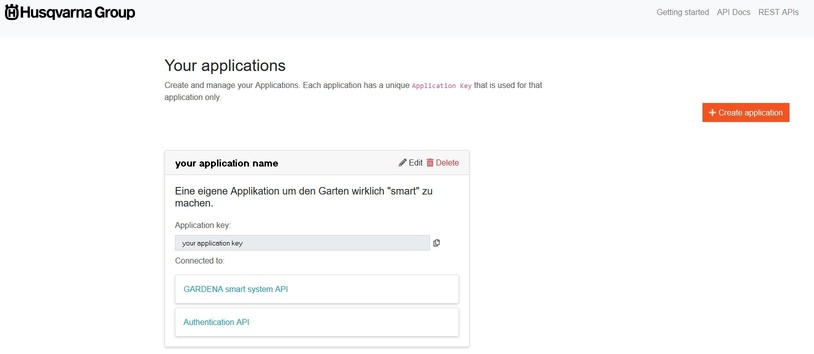 Husqvarna Group
Getting started API Docs REST APIs
Your applications
Create and manage your Applications. Each application has a unique Application Key that is used for that
application only.
+ Create application
your application name
Edit Delete
Eine eigene Applikation um den Garten wirklich "smart" zu
machen.
Application key:
your application key
Connected to:
GARDENA smart system API
Authentication API